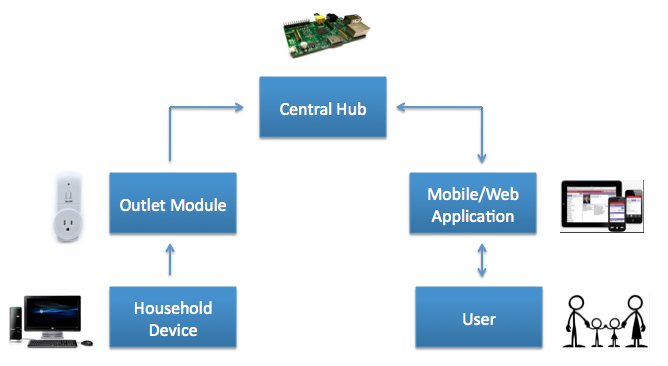 Central Hub
Outlet Module
Mobile/Web
Application
Household
Device
User